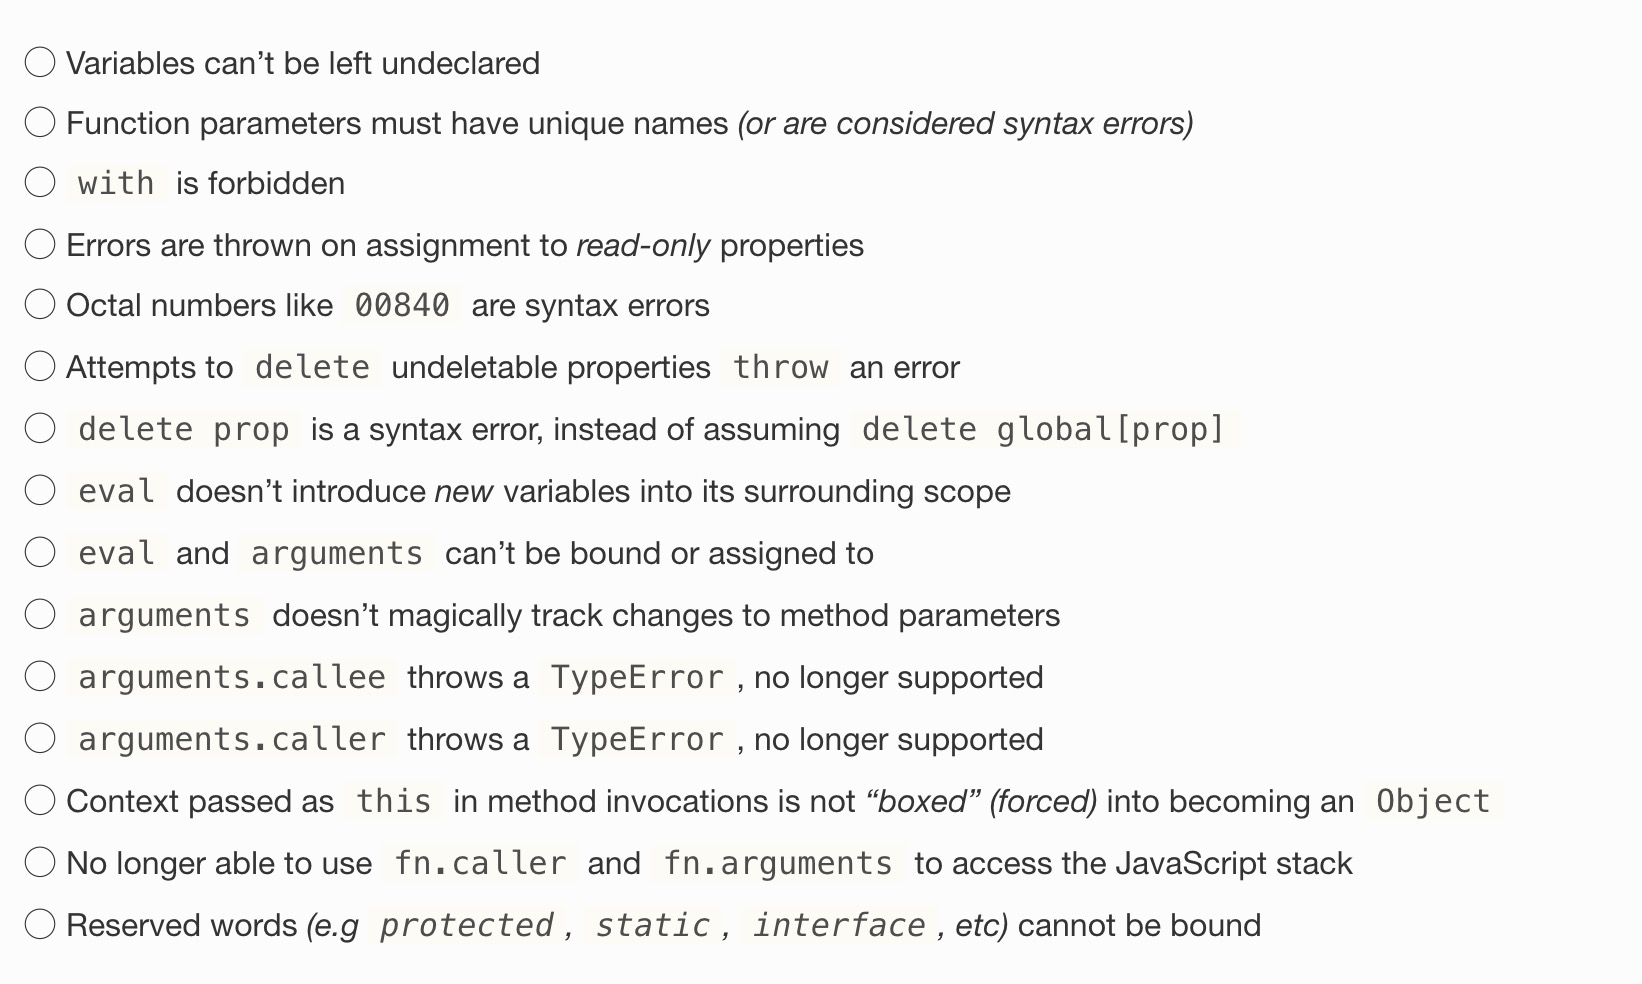 Variables can’t be left undeclared
Function parameters must have unique names (or are considered syntax errors)
with is forbidden
Errors are thrown on assignment to read-only properties
Octal numbers like 00840 are syntax errors
Attempts to delete undeletable properties throw an error
delete prop is a syntax error, instead of assuming delete global[prop]
eval doesn’t introduce new variables into its surrounding scope
eval and arguments can’t be bound or assigned to
arguments doesn’t magically track changes to method parameters
arguments.callee throws a TypeError, no longer supported
arguments.caller throws a TypeError, no longer supported
Context passed as this in method invocations is not “boxed” (forced) into becoming an Object
No longer able to use fn.caller and fn.arguments to access the JavaScript stack
Reserved words (e.g protected, static, interface, etc) cannot be bound